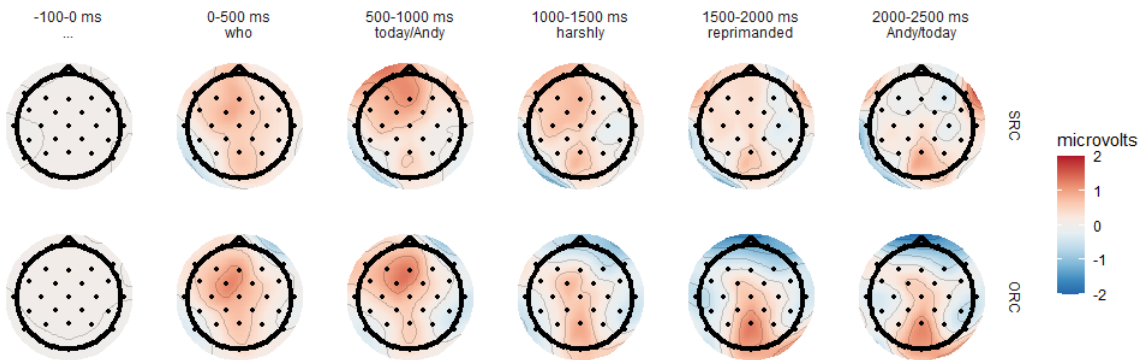 -100-0 ms
...
0-500 ms
who
500-1000 ms
today/Andy
1000-1500 ms
harshly
1500-2000 ms
reprimanded
2000-2500 ms
Andy/today
SRC
ORC
microvolts
2
1
0
-1
-2